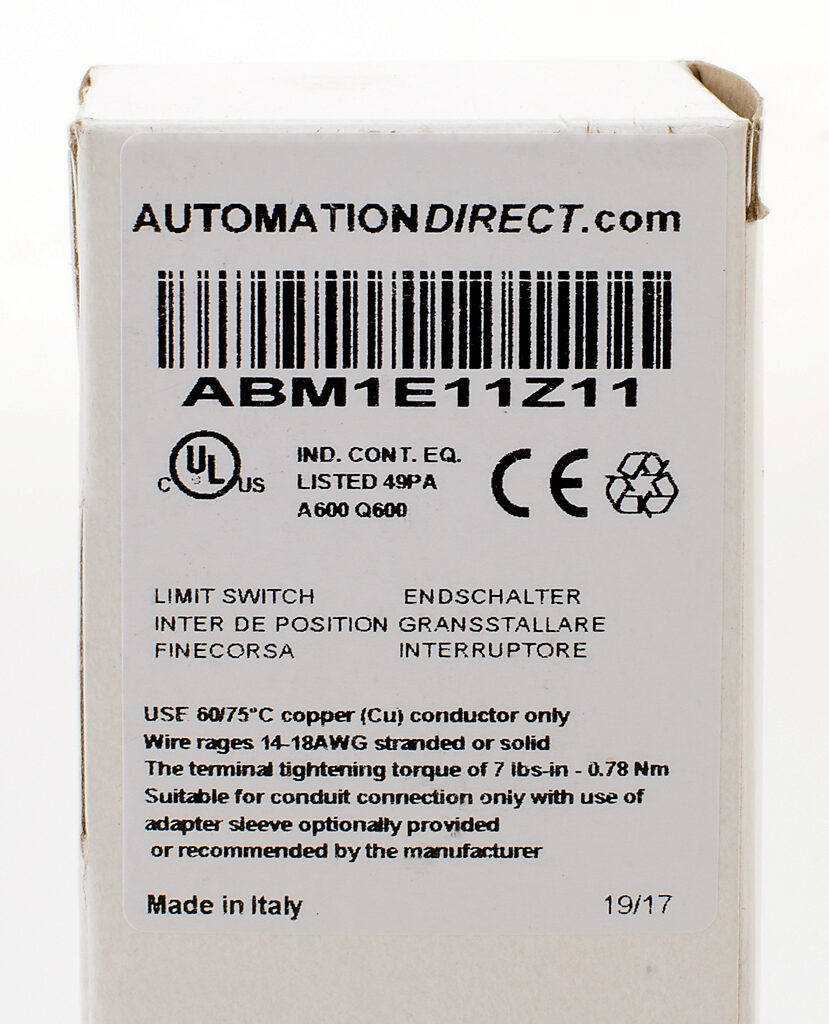 AUTOMATIONDIRECT.com
ABM1E11Z11
C UL US
IND. CONT. EQ.
LISTED 49PA
A600 Q600
CE
LIMIT SWITCH ENDSCHALTER
INTER DE POSITION GRANSSTALLARE
FINECORSA INTERRUPTORE
USE 60/75°C copper (Cu) conductor only
Wire rages 14-18AWG stranded or solid
The terminal tightening torque of 7 lbs-in - 0.78 Nm
Suitable for conduit connection only with use of
adapter sleeve optionally provided
or recommended by the manufacturer
Made in Italy 19/17